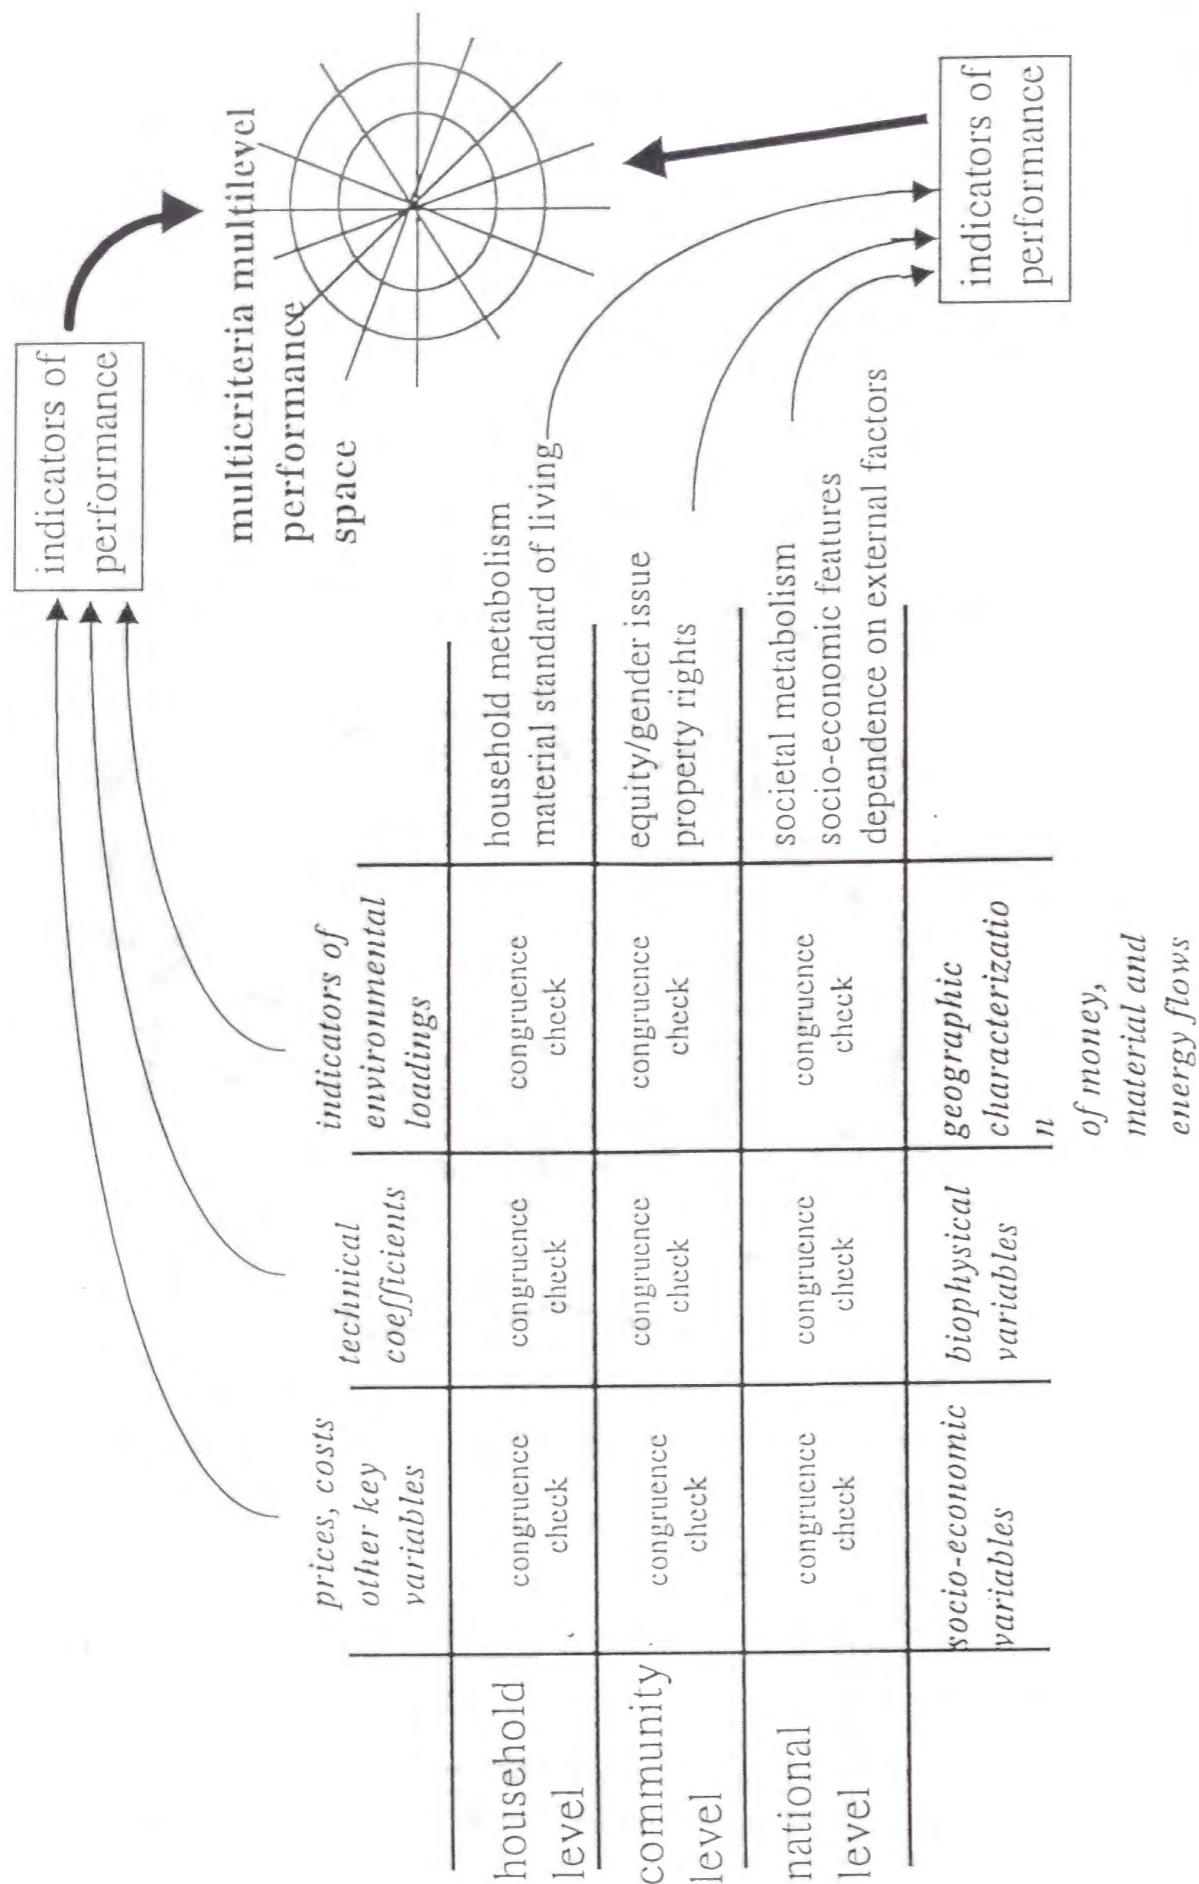 indicators of
performance
multicriteria multilevel
performance
space
prices, costs
other key
variables
technical
coefficients
indicators of
environmental
loadings
household
level
congruence
check
congruence
check
congruence
check
household metabolism
material standard of living
community
level
congruence
check
congruence
check
congruence
check
equity/gender issue
property rights
national
level
congruence
check
congruence
check
congruence
check
societal metabolism
socio-economic features
dependence on external factors
socio-economic
variables
biophysical
variables
geographic
characterizatio
n
of money,
material and
energy flows
indicators of
performance